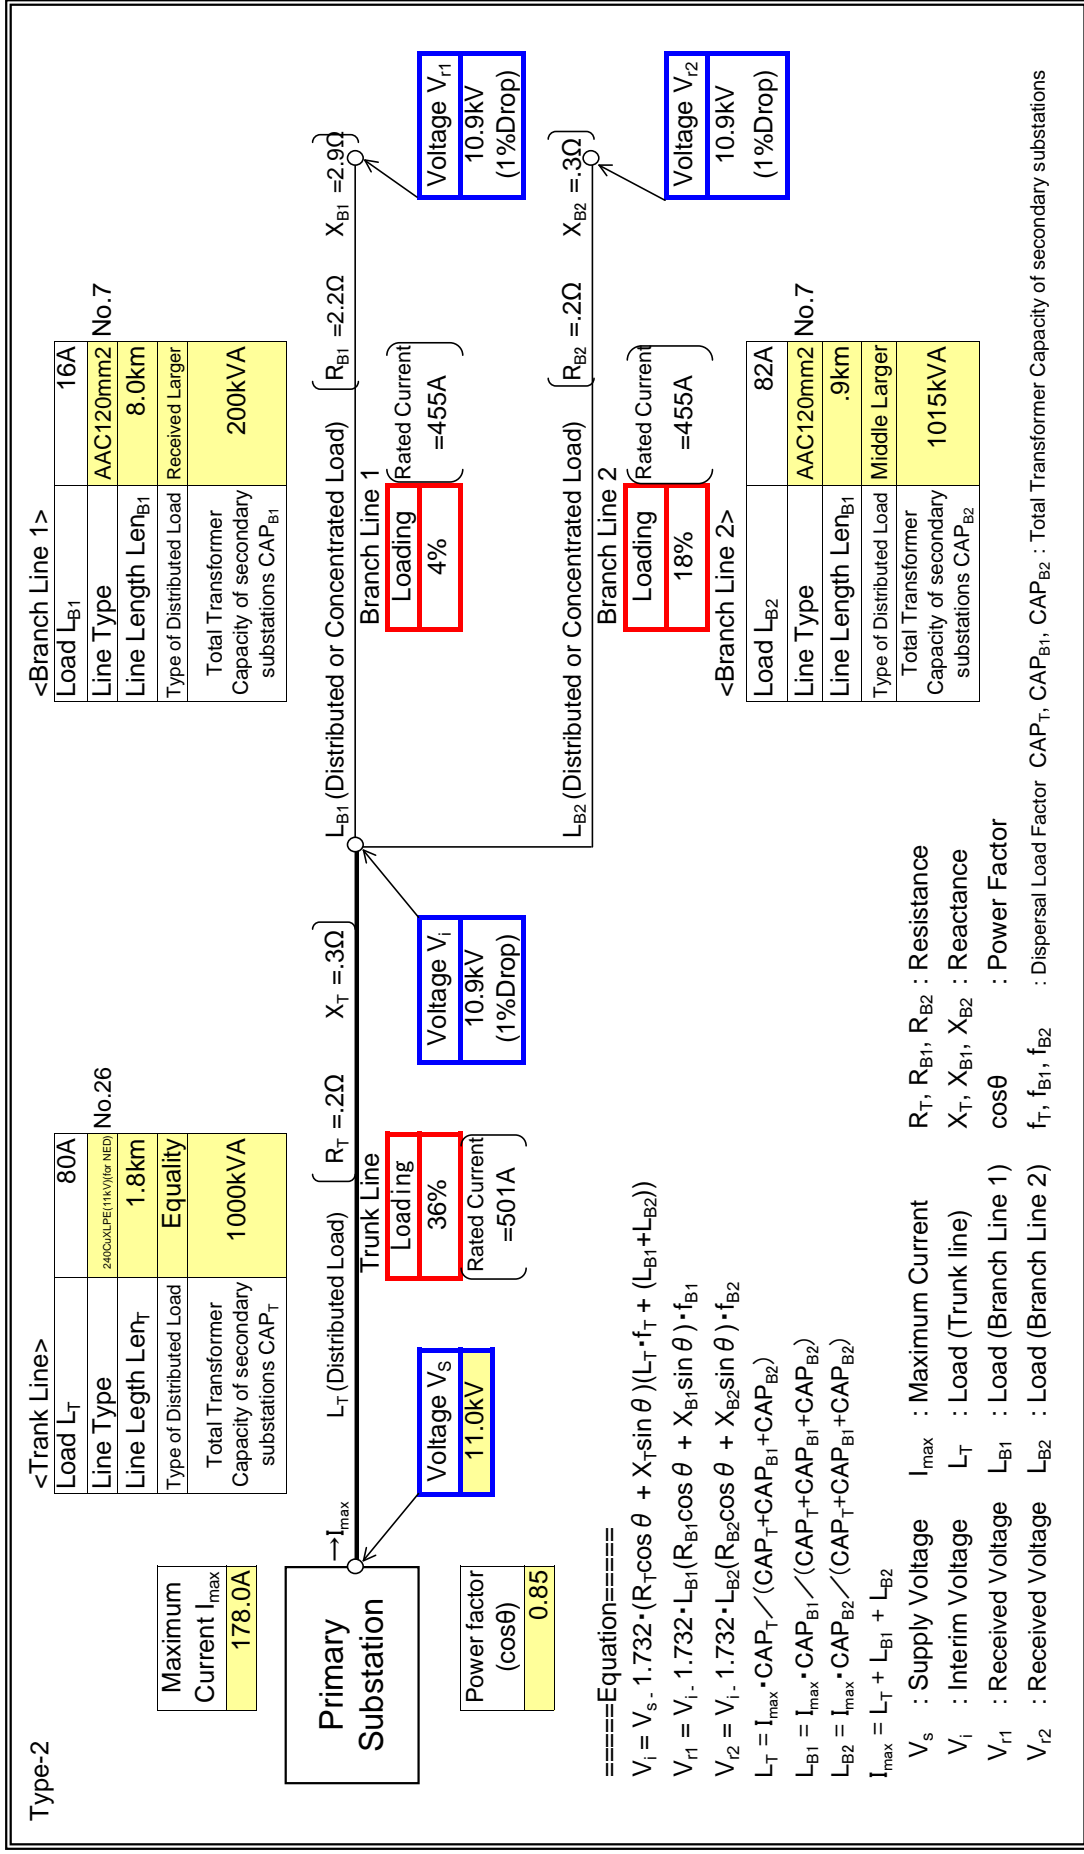 Type-2
<Trank Line>
Load LT 80A
Line Type 240CuXLPE(11kV)(for NED) No.26
Line Legth LenT 1.8km
Type of Distributed Load Equality
Total Transformer
Capacity of secondary
substations CAPT
1000kVA
<Branch Line 1>
Load LB1 16A
Line Type AAC120mm2 No.7
Line Length LenB1 8.0km
Type of Distributed Load Received Larger
Total Transformer
Capacity of secondary
substations CAPB1
200kVA
Maximum
Current Imax
178.0A
Primary
Substation
→Imax
LT (Distributed Load)
RT =.2Ω XT =.3Ω
LB1 (Distributed or Concentrated Load)
RB1 =2.2Ω XB1 =2.9Ω
Trunk Line
Loading
36%
Rated Current
=501A
Branch Line 1
Loading
4%
Rated Current
=455A
Voltage VS
11.0kV
Voltage Vi
10.9kV
(1%Drop)
Voltage Vr1
10.9kV
(1%Drop)
Power factor
(cosθ)
0.85
LB2 (Distributed or Concentrated Load)
RB2 =.2Ω XB2 =.3Ω
Branch Line 2
Loading
18%
Rated Current
=455A
Voltage Vr2
10.9kV
(1%Drop)
<Branch Line 2>
Load LB2 82A
Line Type AAC120mm2 No.7
Line Length LenB1 .9km
Type of Distributed Load Middle Larger
Total Transformer
Capacity of secondary
substations CAPB2
1015kVA
=====Equation=====
Vi = Vs - 1.732・(RTcos θ + XTsin θ )(LT・fT + (LB1+LB2))
Vr1 = Vi - 1.732・LB1(RB1cos θ + XB1sin θ )・fB1
Vr2 = Vi - 1.732・LB2(RB2cos θ + XB2sin θ )・fB2
LT = Imax・CAPT／(CAPT+CAPB1+CAPB2)
LB1 = Imax・CAPB1／(CAPT+CAPB1+CAPB2)
LB2 = Imax・CAPB2／(CAPT+CAPB1+CAPB2)
Imax = LT + LB1 + LB2
Vs : Supply Voltage Imax : Maximum Current RT, RB1, RB2 : Resistance
Vi : Interim Voltage LT : Load (Trunk line) XT, XB1, XB2 : Reactance
Vr1 : Received Voltage LB1 : Load (Branch Line 1) cosθ : Power Factor
Vr2 : Received Voltage LB2 : Load (Branch Line 2) fT, fB1, fB2 : Dispersal Load Factor CAPT, CAPB1, CAPB2 : Total Transformer Capacity of secondary substations